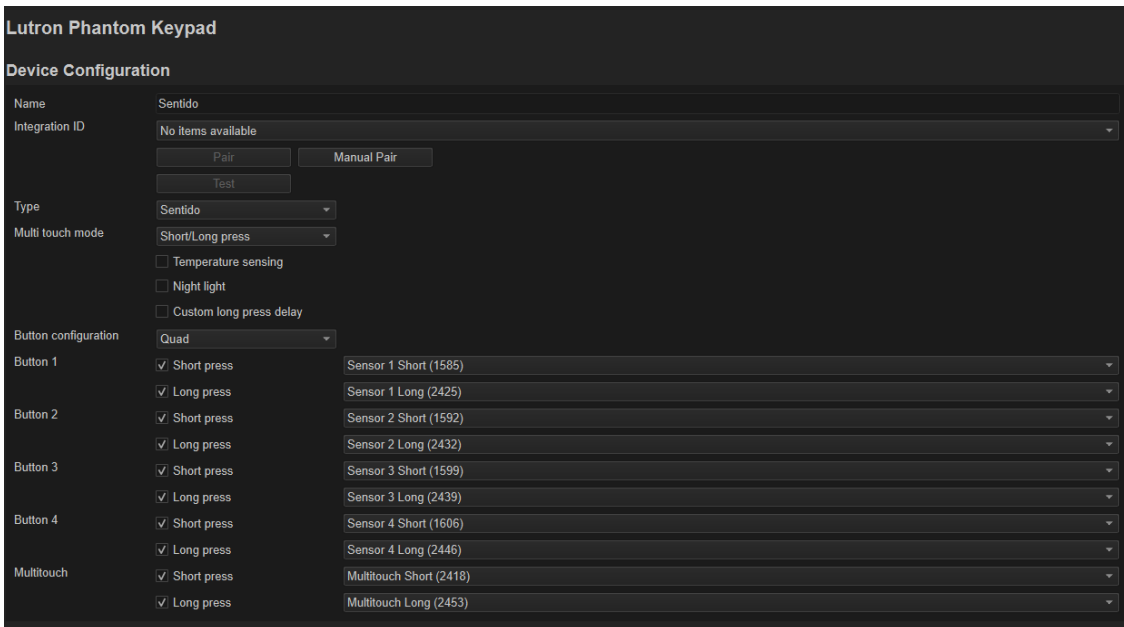 Lutron Phantom Keypad
Device Configuration
Name Sentido
Integration ID No items available
Pair Manual Pair
Test
Type Sentido
Multi touch mode Short/Long press
Temperature sensing
Night light
Custom long press delay
Button configuration Quad
Button 1 Short press Sensor 1 Short (1585)
Long press Sensor 1 Long (2425)
Button 2 Short press Sensor 2 Short (1592)
Long press Sensor 2 Long (2432)
Button 3 Short press Sensor 3 Short (1599)
Long press Sensor 3 Long (2439)
Button 4 Short press Sensor 4 Short (1606)
Long press Sensor 4 Long (2446)
Multitouch Short press Multitouch Short (2418)
Long press Multitouch Long (2453)